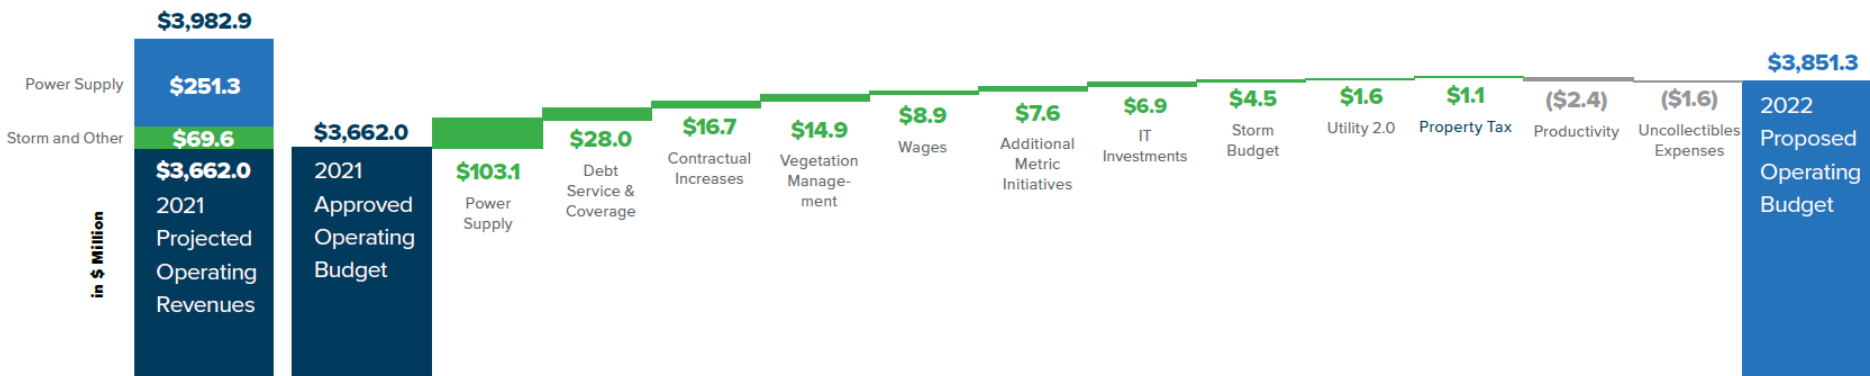 $3,982.9
Power Supply
$251.3
Storm and Other
$69.6
$3,662.0
2021
Projected
Operating
Revenues
in $ Million
$3,662.0
2021
Approved
Operating
Budget
$103.1
Power
Supply
$28.0
Debt
Service &
Coverage
$16.7
Contractual
Increases
$14.9
Vegetation
Manage-
ment
$8.9
Wages
$7.6
Additional
Metric
Initiatives
$6.9
IT
Investments
$4.5
Storm
Budget
$1.6
Utility 2.0
$1.1
Property Tax
($2.4)
Productivity
($1.6)
Uncollectibles
Expenses
$3,851.3
2022
Proposed
Operating
Budget